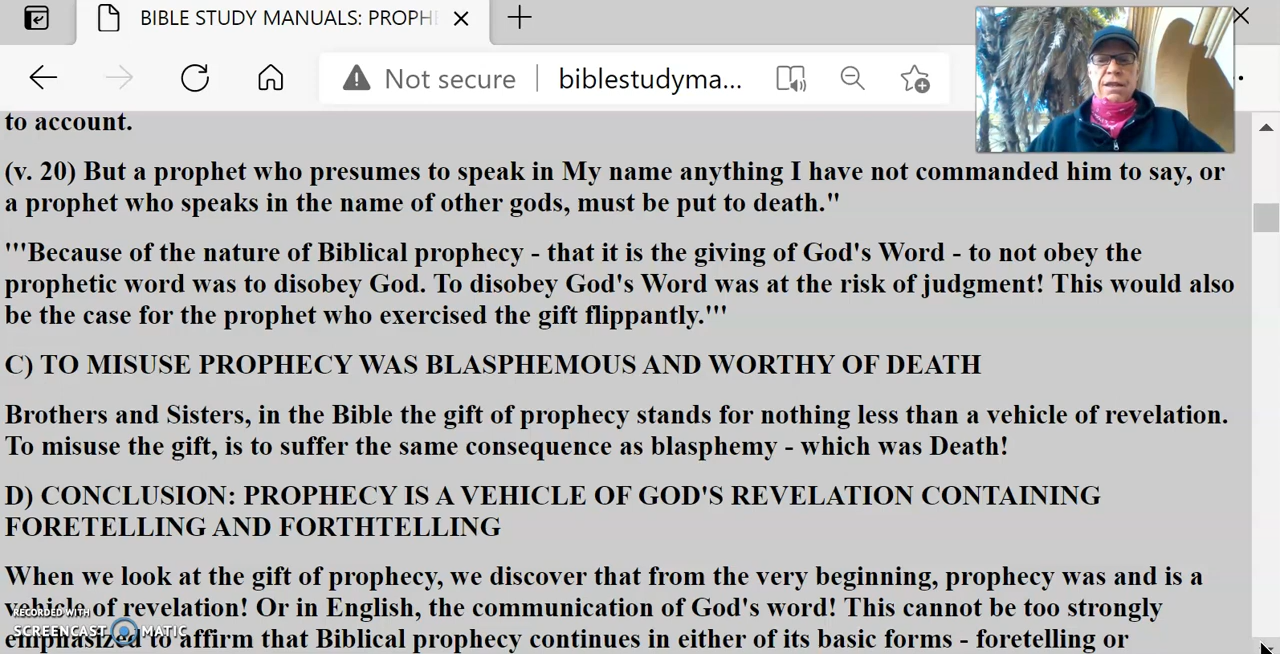 BIBLE STUDY MANUALS: PROPHI
Not secure
biblestudyma...
to account.
(v. 20) But a prophet who presumes to speak in My name anything I have not commanded him to say, or
a prophet who speaks in the name of other gods, must be put to death."
'''Because of the nature of Biblical prophecy - that it is the giving of God's Word - to not obey the
prophetic word was to disobey God. To disobey God's Word was at the risk of judgment! This would also
be the case for the prophet who exercised the gift flippantly.'''
C) TO MISUSE PROPHECY WAS BLASPHEMOUS AND WORTHY OF DEATH
Brothers and Sisters, in the Bible the gift of prophecy stands for nothing less than a vehicle of revelation.
To misuse the gift, is to suffer the same consequence as blasphemy - which was Death!
D) CONCLUSION: PROPHECY IS A VEHICLE OF GOD'S REVELATION CONTAINING
FORETELLING AND FORTHTELLING
When we look at the gift of prophecy, we discover that from the very beginning, prophecy was and is a
vehicle of revelation! Or in English, the communication of God's word! This cannot be too strongly
emphasized to affirm that Biblical prophecy continues in either of its basic forms - foretelling or
RECORDED WITH
SCREENCAST MATIC